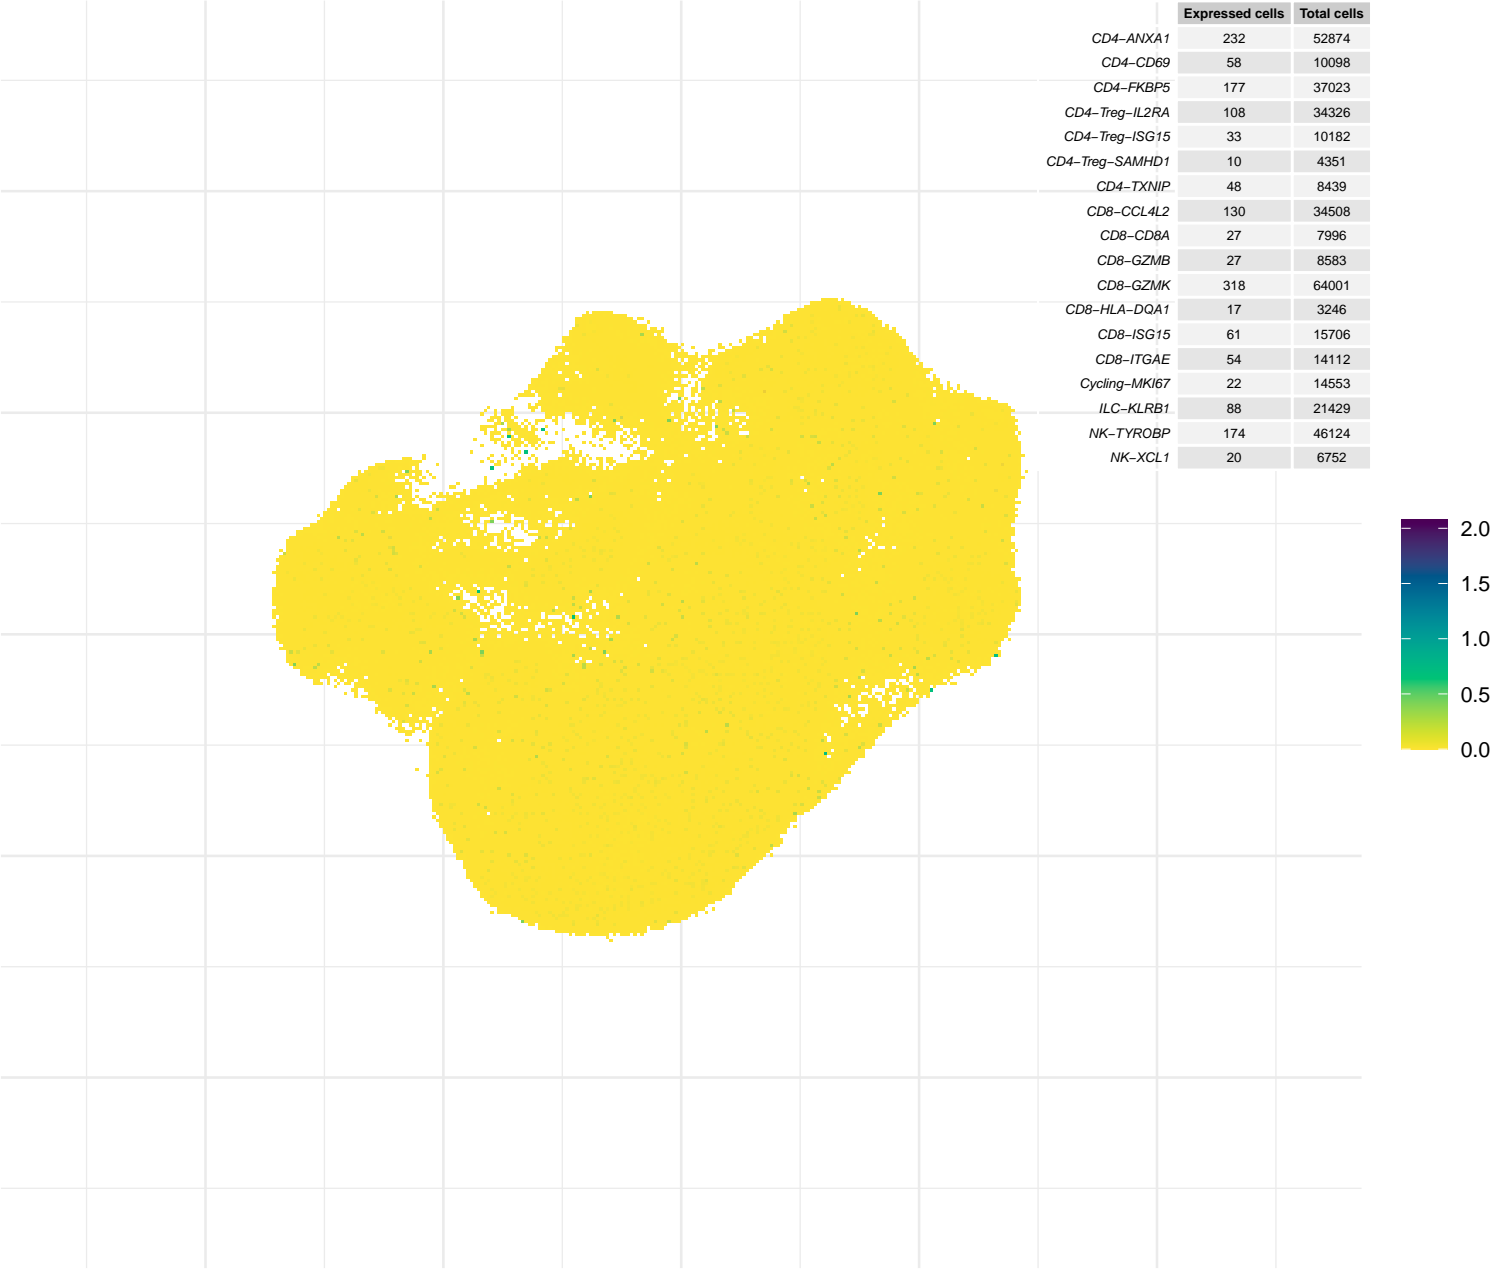 Expressed cells Total cells
CD4−ANXA1 232 52874
CD4−CD69 58 10098
CD4−FKBP5 177 37023
CD4−Treg−IL2RA 108 34326
CD4−Treg−ISG15 33 10182
CD4−Treg−SAMHD1 10 4351
CD4−TXNIP 48 8439
CD8−CCL4L2 130 34508
CD8−CD8A 27 7996
CD8−GZMB 27 8583
CD8−GZMK 318 64001
CD8−HLA−DQA1 17 3246
CD8−ISG15 61 15706
CD8−ITGAE 54 14112
Cycling−MKI67 22 14553
ILC−KLRB1 88 21429
NK−TYROBP 174 46124
NK−XCL1 20 6752
2.0
1.5
1.0
0.5
0.0